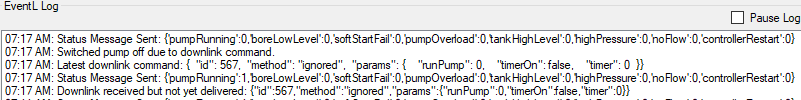 EventL Log
Pause Log
07:17 AM: Status Message Sent: {'pumpRunning':0,'boreLowLevel':0,'softStartFail':0,'pumpOverload':0,'tankHighLevel':0,'highPressure':0,'noFlow':0,'controllerRestart':0}
07:17 AM: Switched pump off due to downlink command.
07:17 AM: Latest downlink command: { "id": 567, "method": "ignored", "params": { "runPump": 0, "timerOn": false, "timer": 0 }}
07:17 AM: Status Message Sent: {'pumpRunning':1,'boreLowLevel':0,'softStartFail':0,'pumpOverload':0,'tankHighLevel':0,'highPressure':0,'noFlow':0,'controllerRestart':0}
07:17 AM: Downlink received but not yet delivered: {"id":567,"method":"ignored","params":{"runPump":0,"timerOn":false,"timer":0}}